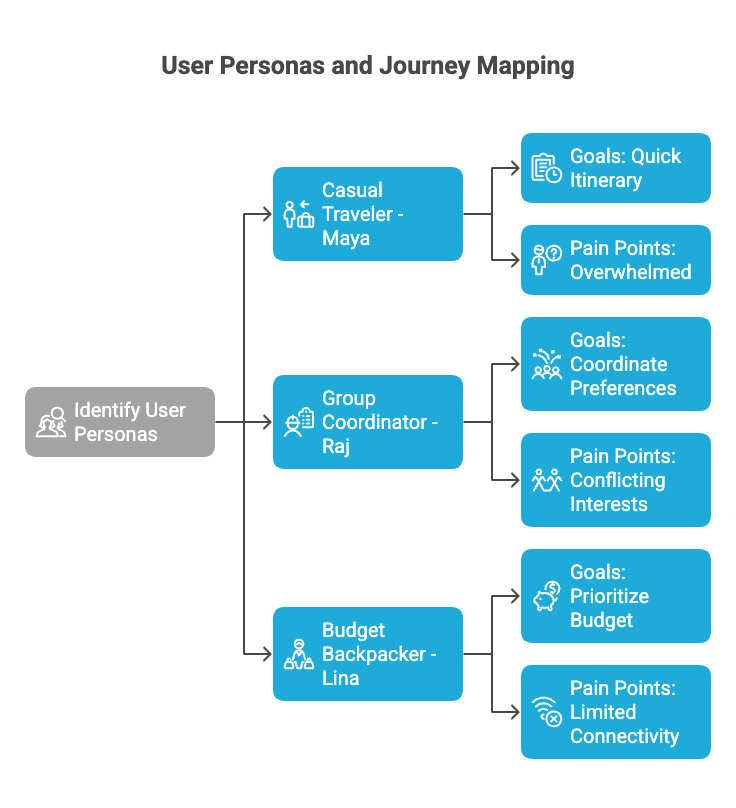 User Personas and Journey Mapping
Goals: Quick
Itinerary
Casual
Traveler -
Maya
Pain Points:
Overwhelmed
Goals:
Coordinate
Preferences
Identify User
Personas
Group
Coordinator -
Raj
Pain Points:
Conflicting
Interests
Goals:
Prioritize
Budget
Budget
Backpacker -
Lina
Pain Points:
Limited
Connectivity